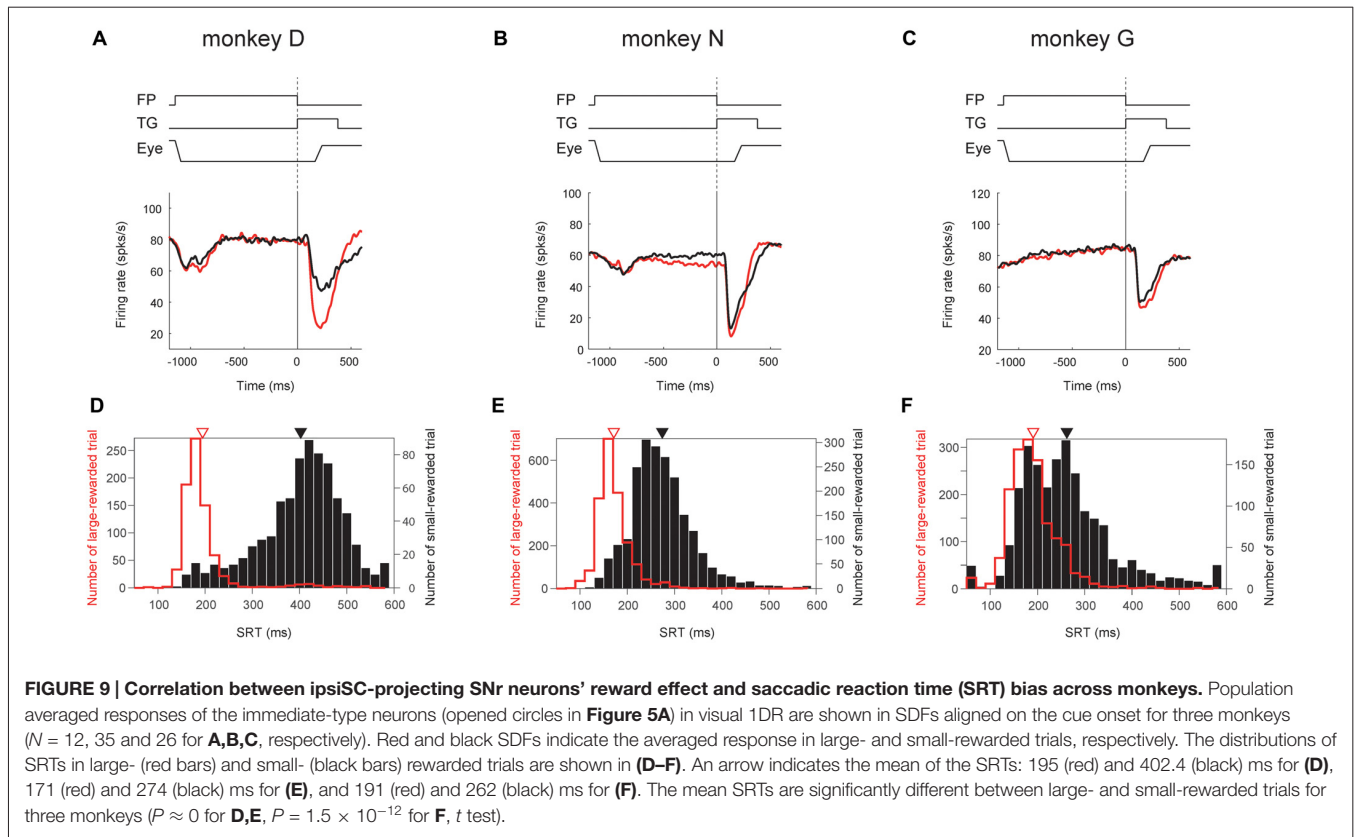 A monkey D
B monkey N
C monkey G
FP
TG
Eye
FP
TG
Eye
FP
TG
Eye
Firing rate (spks/s)
100
80
60
40
20
-1000 -500 0 500
Time (ms)
Firing rate (spks/s)
100
80
60
40
20
0
-1000 -500 0 500
Time (ms)
Firing rate (spks/s)
120
100
80
60
40
20
-1000 -500 0 500
Time (ms)
D
Number of large-rewarded trial
250
200
150
100
50
0
80
60
40
20
0
Number of small-rewarded trial
100 200 300 400 500 600
SRT (ms)
E
Number of large-rewarded trial
600
400
200
0
300
250
200
150
100
50
0
Number of small-rewarded trial
100 200 300 400 500 600
SRT (ms)
F
Number of large-rewarded trial
300
200
100
0
150
100
50
0
Number of small-rewarded trial
100 200 300 400 500 600
SRT (ms)
FIGURE 9 | Correlation between ipsiSC-projecting SNr neurons' reward effect and saccadic reaction time (SRT) bias across monkeys. Population
averaged responses of the immediate-type neurons (opened circles in Figure 5A) in visual 1DR are shown in SDFs aligned on the cue onset for three monkeys
(N = 12, 35 and 26 for A,B,C, respectively). Red and black SDFs indicate the averaged response in large- and small-rewarded trials, respectively. The distributions of
SRTs in large- (red bars) and small- (black bars) rewarded trials are shown in (D–F). An arrow indicates the mean of the SRTs: 195 (red) and 402.4 (black) ms for (D),
171 (red) and 274 (black) ms for (E), and 191 (red) and 262 (black) ms for (F). The mean SRTs are significantly different between large- and small-rewarded trials for
three monkeys (P ≈ 0 for D,E, P = 1.5 × 10⁻¹² for F, t test).